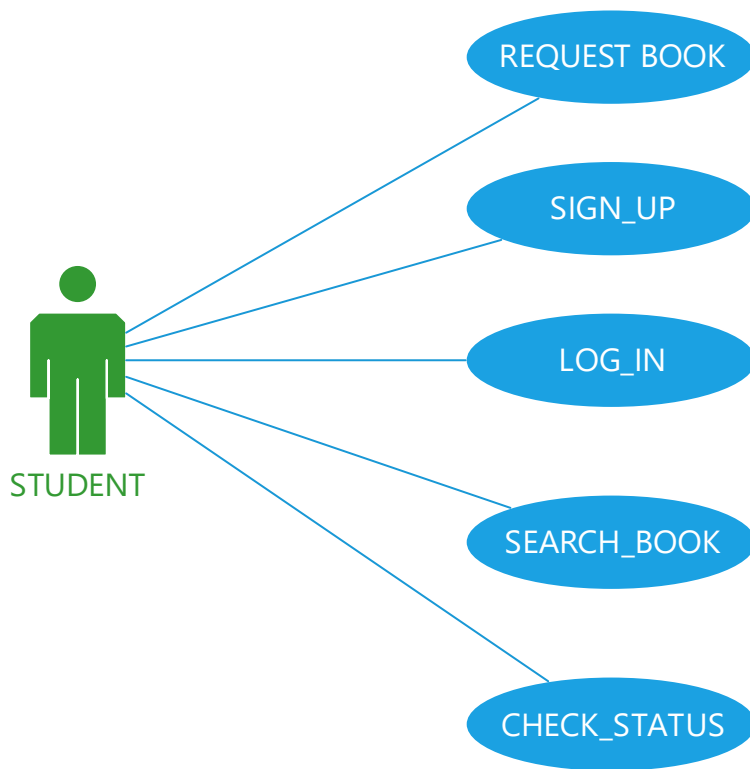 REQUEST BOOK
SIGN_UP
LOG_IN
STUDENT
SEARCH_BOOK
CHECK_STATUS